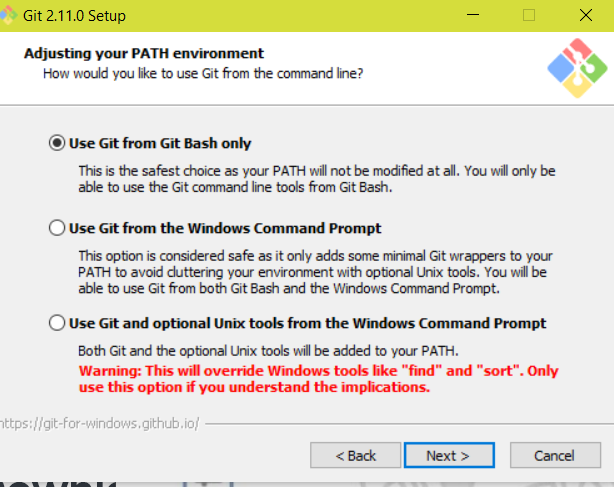 Git 2.11.0 Setup
Adjusting your PATH environment
How would you like to use Git from the command line?
Use Git from Git Bash only
This is the safest choice as your PATH will not be modified at all. You will only be
able to use the Git command line tools from Git Bash.
Use Git from the Windows Command Prompt
This option is considered safe as it only adds some minimal Git wrappers to your
PATH to avoid cluttering your environment with optional Unix tools. You will be
able to use Git from both Git Bash and the Windows Command Prompt.
Use Git and optional Unix tools from the Windows Command Prompt
Both Git and the optional Unix tools will be added to your PATH.
Warning: This will override Windows tools like "find" and "sort". Only
use this option if you understand the implications.
https://git-for-windows.github.io/
< Back Next > Cancel